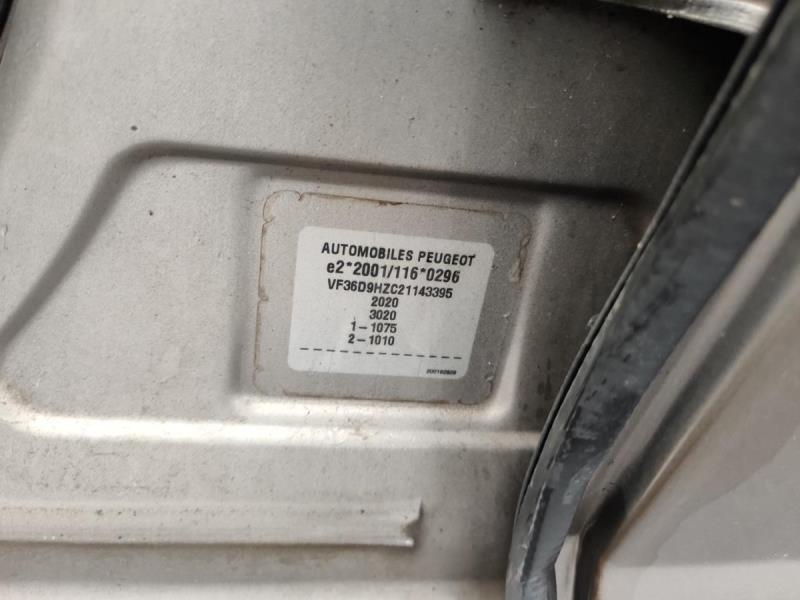 AUTOMOBILES PEUGEOT
e2*2001/116*0296
VF36D9HZC21143395
2020
3020
1-1075
2-1010